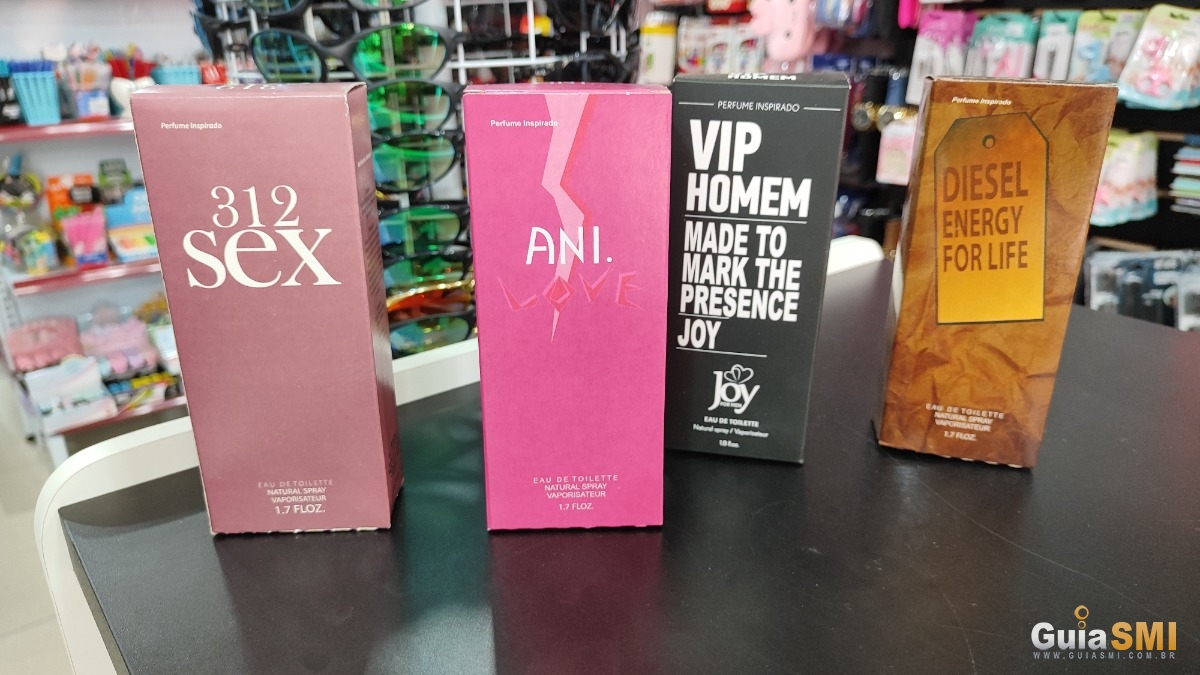 Perfume Inspirado
312
sex
EAU DE TOILETTE
NATURAL SPRAY
VAPORISATEUR
1.7 FLOZ.
Perfume Inspirado
ANI.
LOVE
EAU DE TOILETTE
NATURAL SPRAY
VAPORISATEUR
1.7 FLOZ.
HOMEM
PERFUME INSPIRADO
VIP
HOMEM
MADE TO
MARK THE
PRESENCE
JOY
Joy
FOR MEN
EAU DE TOILETTE
Natural spray / Vaporisateur
Perfume Inspirado
DIESEL
ENERGY
FOR LIFE
EAU DE TOILETTE
NATURAL SPRAY
VAPORISATEUR
1.7 FLOZ.
GuiaSMI
WWW.GUIASMI.COM.BR